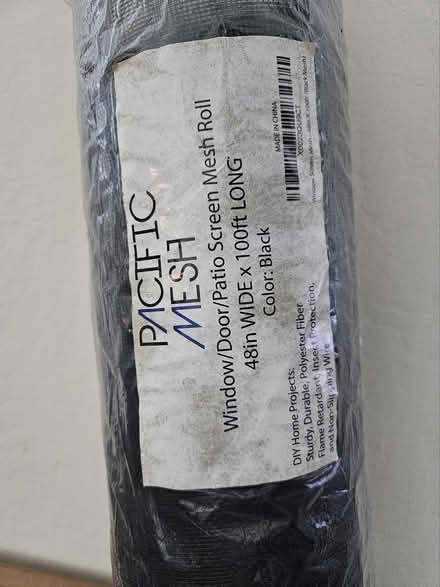 PACIFIC
MESH
Window/Door/Patio Screen Mesh Roll
48in WIDE x 100ft LONG
Color: Black
DIY Home Projects:
Sturdy, Durable, Polyester Fiber
Flame Retardant, Insect Protection,
and Non-Slip and Wire
MADE IN CHINA